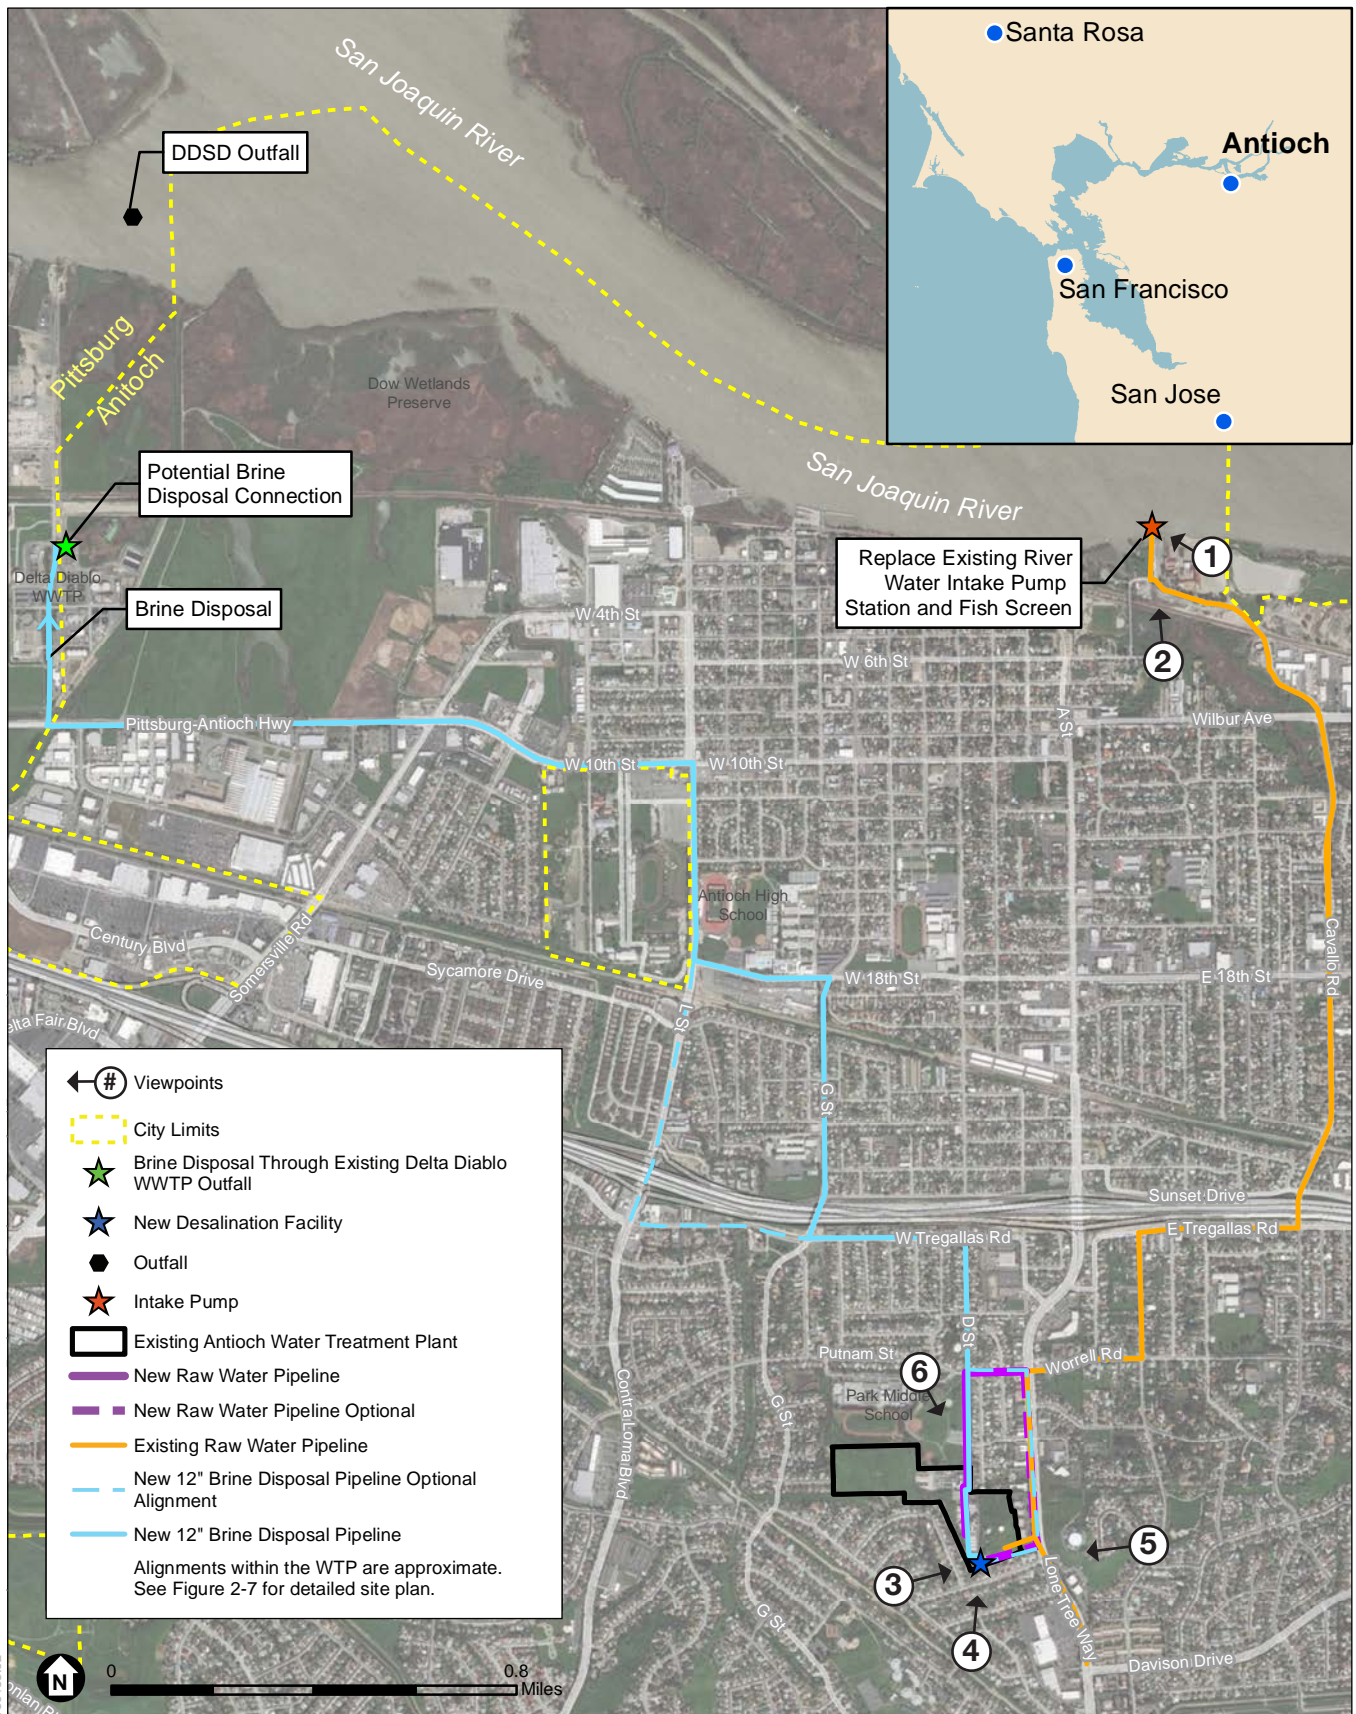 San Joaquin River
Santa Rosa
Antioch
San Francisco
San Jose
DDSD Outfall
Pittsburg
Anitoch
Dow Wetlands
Preserve
Potential Brine
Disposal Connection
San Joaquin River
Replace Existing River
Water Intake Pump
Station and Fish Screen
1
2
Delta Diablo
WWTP
Brine Disposal
W 4th St
W 6th St
A St
Wilbur Ave
Pittsburg-Antioch Hwy
W 10th St
W 10th St
Antioch High
School
Century Blvd
Somersville Rd
Sycamore Drive
W 18th St
E 18th St
Cavallo Rd
L St
G St
Sunset Drive
W Tregallas Rd
E Tregallas Rd
D St
Putnam St
Worrell Rd
6
Park Middle
School
Contra Loma Blvd
G St
5
3
4
G St
Lone Tree Way
Davison Drive
#
Viewpoints
City Limits
Brine Disposal Through Existing Delta Diablo
WWTP Outfall
New Desalination Facility
Outfall
Intake Pump
Existing Antioch Water Treatment Plant
New Raw Water Pipeline
New Raw Water Pipeline Optional
Existing Raw Water Pipeline
New 12" Brine Disposal Pipeline Optional
Alignment
New 12" Brine Disposal Pipeline
Alignments within the WTP are approximate.
See Figure 2-7 for detailed site plan.
N
0
0.8
Miles